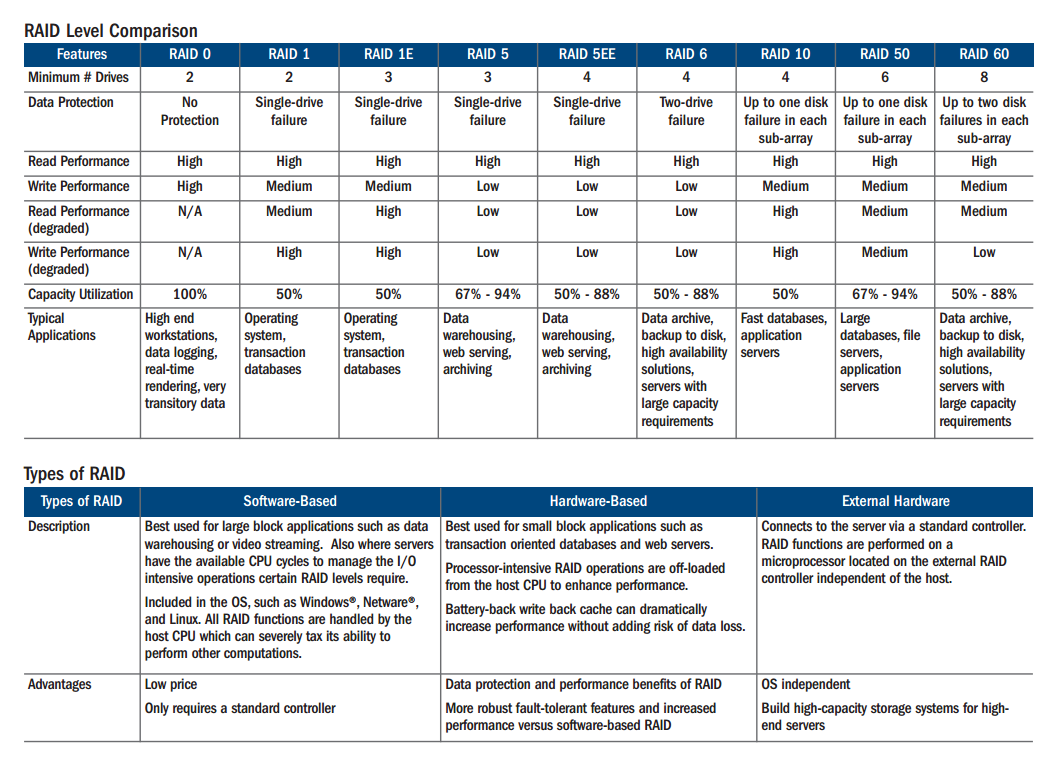 RAID Level Comparison
Features RAID 0 RAID 1 RAID 1E RAID 5 RAID 5EE RAID 6 RAID 10 RAID 50 RAID 60
Minimum # Drives 2 2 3 3 4 4 4 6 8
Data Protection No Single-drive Single-drive Single-drive Single-drive Two-drive Up to one disk Up to one disk Up to two disk
Protection failure failure failure failure failure failure in each failure in each failures in each
sub-array sub-array sub-array
Read Performance High High High High High High High High High
Write Performance High Medium Medium Low Low Low Medium Medium Medium
Read Performance N/A Medium High Low Low Low High Medium Medium
(degraded)
Write Performance N/A High High Low Low Low High Medium Low
(degraded)
Capacity Utilization 100% 50% 50% 67% - 94% 50% - 88% 50% - 88% 50% 67% - 94% 50% - 88%
Typical High end Operating Operating Data Data Data archive, Fast databases, Large Data archive,
Applications workstations, system, system, warehousing, warehousing, backup to disk, application databases, file backup to disk,
data logging, transaction transaction web serving, web serving, high availability servers servers, high availability
real-time databases databases archiving archiving solutions, application solutions,
rendering, very servers with servers servers with
transitory data large capacity large capacity
requirements requirements
Types of RAID
Types of RAID Software-Based Hardware-Based External Hardware
Description Best used for large block applications such as data Best used for small block applications such as Connects to the server via a standard controller.
warehousing or video streaming. Also where servers transaction oriented databases and web servers. RAID functions are performed on a
have the available CPU cycles to manage the I/O Processor-intensive RAID operations are off-loaded microprocessor located on the external RAID
intensive operations certain RAID levels require. from the host CPU to enhance performance. controller independent of the host.
Included in the OS, such as Windows®, Netware®, Battery-back write back cache can dramatically
and Linux. All RAID functions are handled by the increase performance without adding risk of data loss.
host CPU which can severely tax its ability to
perform other computations.
Advantages Low price Data protection and performance benefits of RAID OS independent
Only requires a standard controller More robust fault-tolerant features and increased Build high-capacity storage systems for high-
performance versus software-based RAID end servers